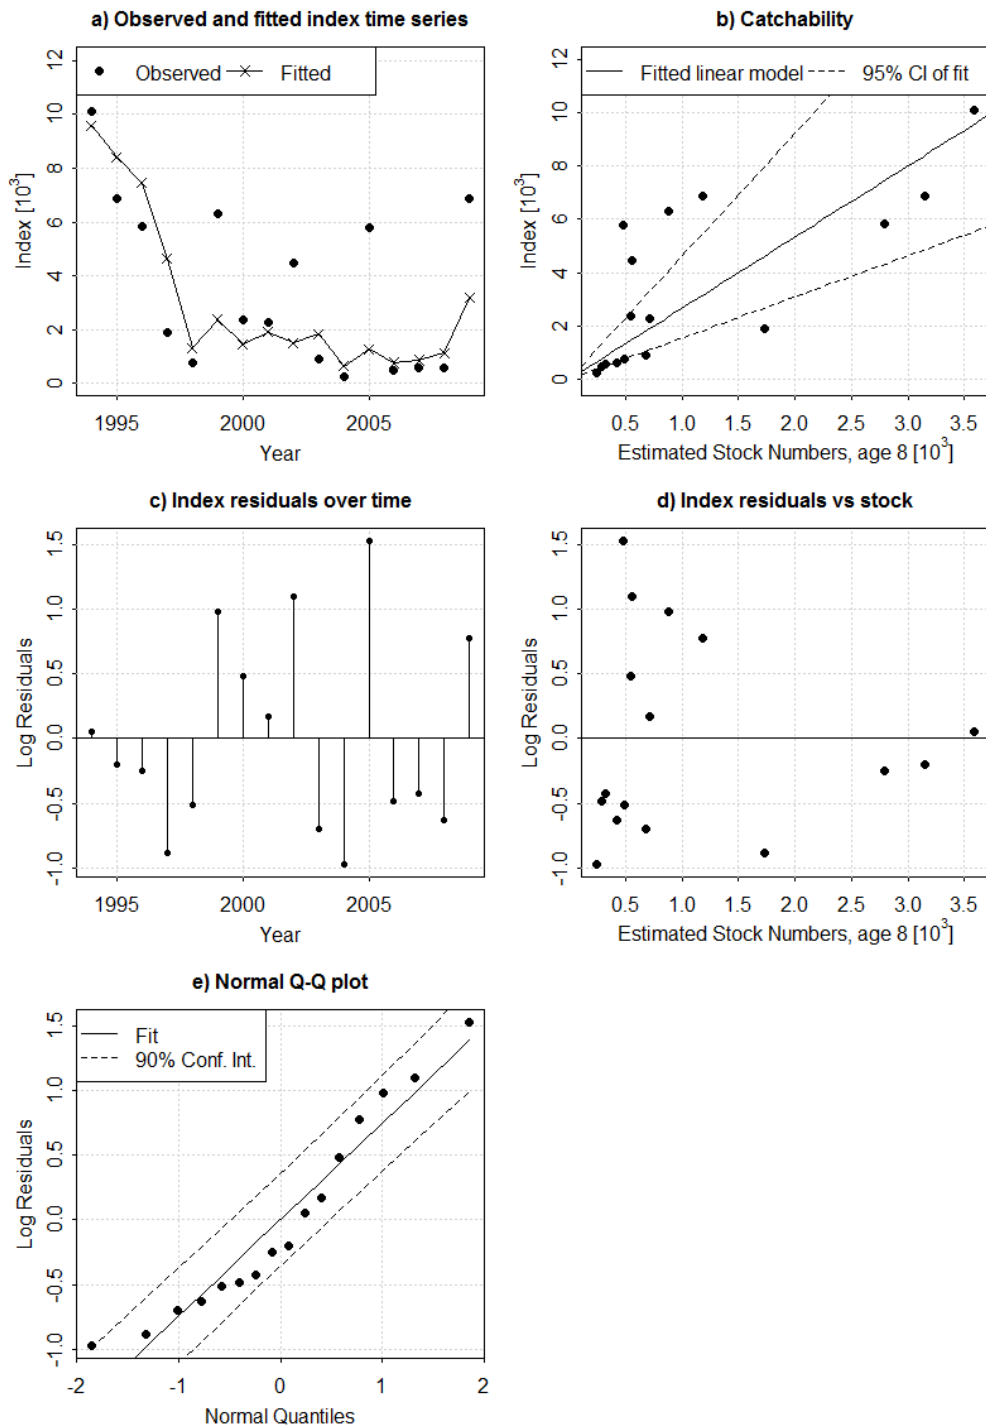 a) Observed and fitted index time series
Observed Fitted
12
10
8
6
4
2
0
Index [10³]
1995 2000 2005
Year
b) Catchability
Fitted linear model 95% CI of fit
12
10
8
6
4
2
0
Index [10³]
0.5 1.0 1.5 2.0 2.5 3.0 3.5
Estimated Stock Numbers, age 8 [10³]
c) Index residuals over time
1.5
1.0
0.5
0.0
-0.5
-1.0
Log Residuals
1995 2000 2005
Year
d) Index residuals vs stock
1.5
1.0
0.5
0.0
-0.5
-1.0
Log Residuals
0.5 1.0 1.5 2.0 2.5 3.0 3.5
Estimated Stock Numbers, age 8 [10³]
e) Normal Q-Q plot
Fit
90% Conf. Int.
1.5
1.0
0.5
0.0
-0.5
-1.0
Log Residuals
-2 -1 0 1 2
Normal Quantiles